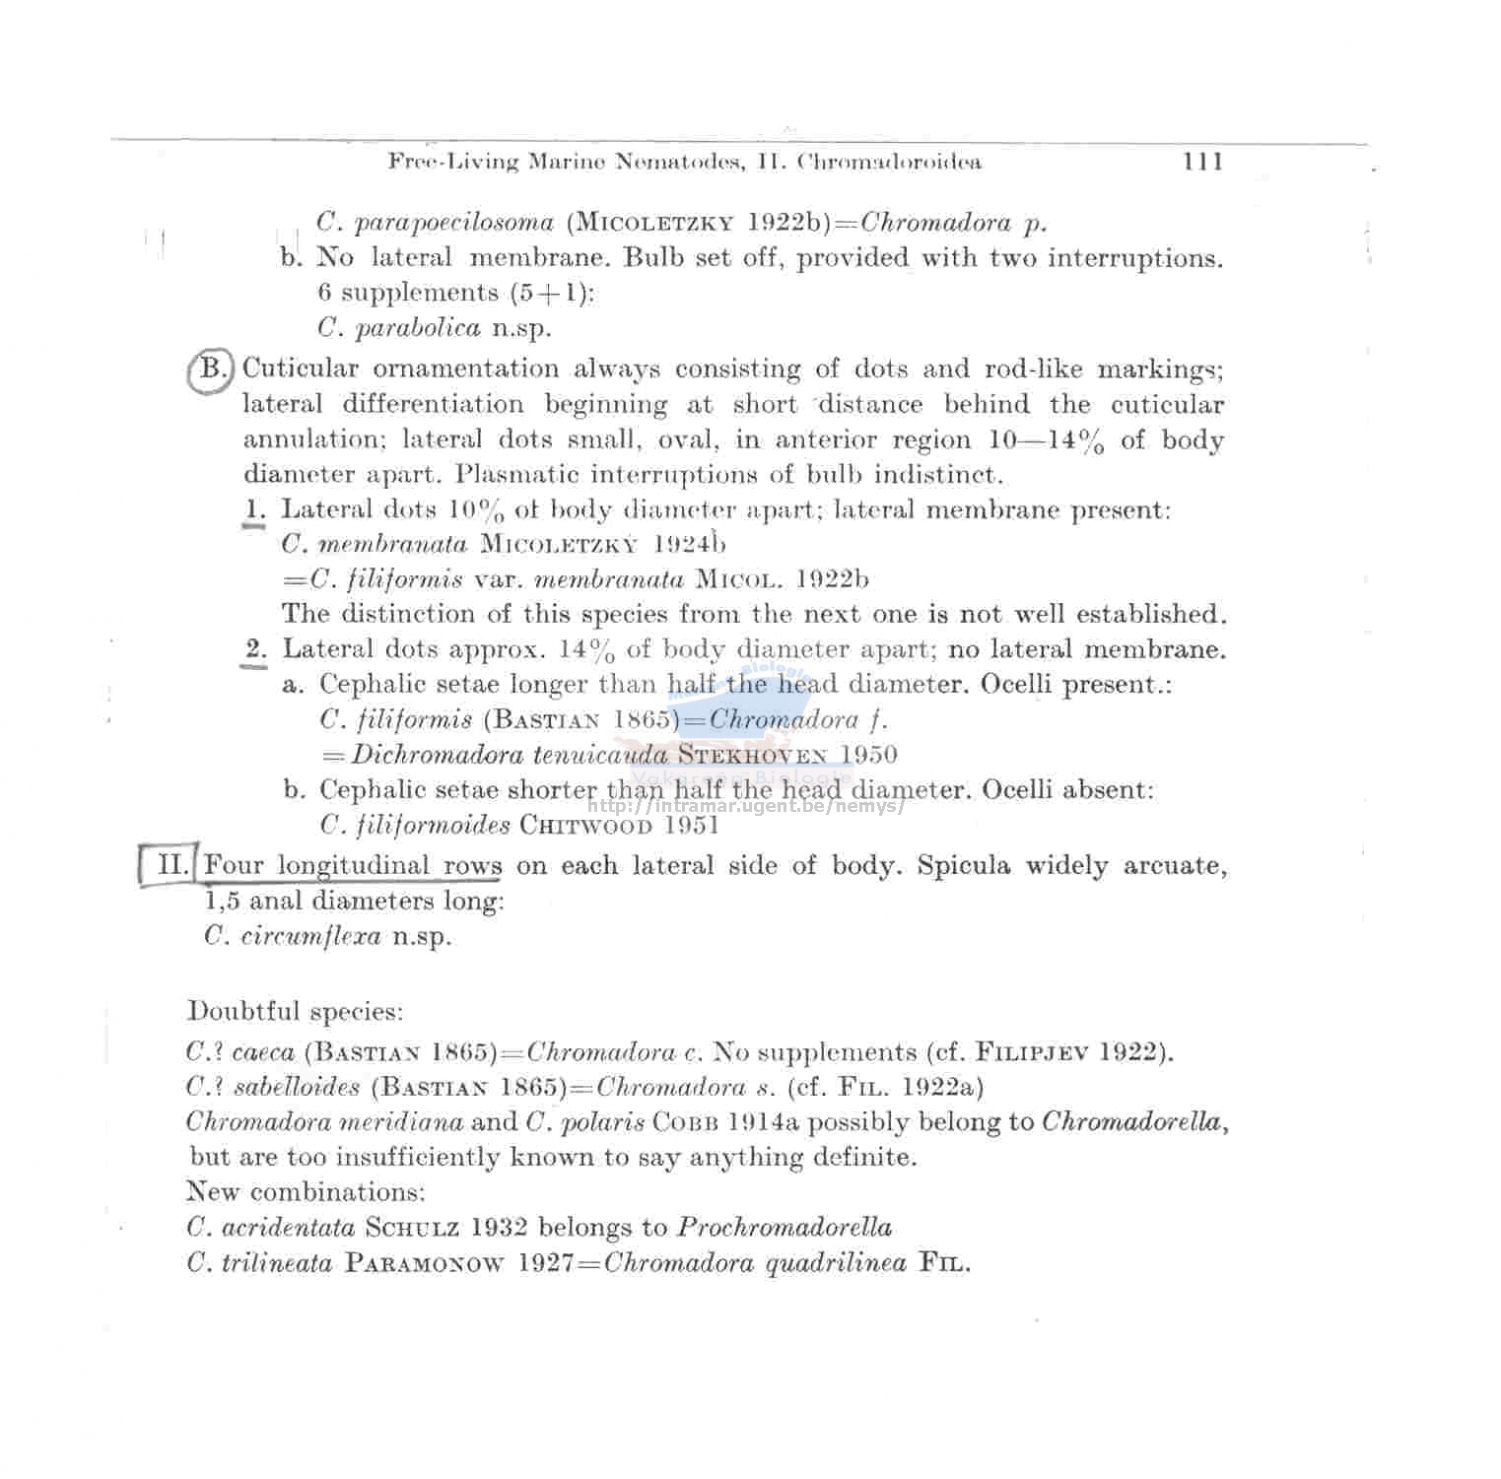 Free-Living Marine Nematodes, II. Chromadoroidea 111
C. parapoecilosoma (MICOLETZKY 1922b)=Chromadora p.
b. No lateral membrane. Bulb set off, provided with two interruptions.
6 supplements (5+1):
C. parabolica n.sp.
B. Cuticular ornamentation always consisting of dots and rod-like markings;
lateral differentiation beginning at short distance behind the cuticular
annulation; lateral dots small, oval, in anterior region 10—14% of body
diameter apart. Plasmatic interruptions of bulb indistinct.
1. Lateral dots 10% of body diameter apart; lateral membrane present:
C. membranata MICOLETZKY 1924b
=C. filiformis var. membranata MICOL. 1922b
The distinction of this species from the next one is not well established.
2. Lateral dots approx. 14% of body diameter apart; no lateral membrane.
a. Cephalic setae longer than half the head diameter. Ocelli present.:
C. filiformis (BASTIAN 1865)=Chromadora f.
=Dichromadora tenuicauda STEKHOVEN 1950
Vakgroep Biologie
b. Cephalic setae shorter than half the head diameter. Ocelli absent:
http://intramar.ugent.be/nemys/
C. filiformoides CHITWOOD 1951
II. Four longitudinal rows on each lateral side of body. Spicula widely arcuate,
1,5 anal diameters long:
C. circumflexa n.sp.
Doubtful species:
C.? caeca (BASTIAN 1865)=Chromadora c. No supplements (cf. FILIPJEV 1922).
C.? sabelloides (BASTIAN 1865)=Chromadora s. (cf. FIL. 1922a)
Chromadora meridiana and C. polaris COBB 1914a possibly belong to Chromadorella,
but are too insufficiently known to say anything definite.
New combinations:
C. acridentata SCHULZ 1932 belongs to Prochromadorella
C. trilineata PARAMONOW 1927=Chromadora quadrilinea FIL.